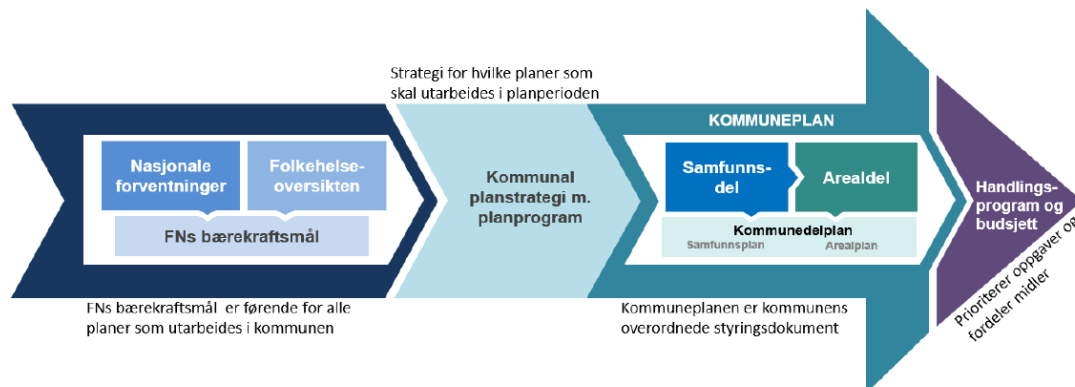 Strategi for hvilke planer som
skal utarbeides i planperioden
Nasjonale
forventninger
Folkehelse-
oversikten
FNs bærekraftsmål
FNs bærekraftsmål  er førende for alle
planer som utarbeides i kommunen
Kommunal
planstrategi m.
planprogram
KOMMUNEPLAN
Samfunns-
del
Arealdel
Kommunedelplan
Samfunnsplan
Arealplan
Kommuneplanen er kommunens
overordnede styringsdokument
Handlings-
program og
budsjett
Prioriterer oppgaver og
fordeler midler